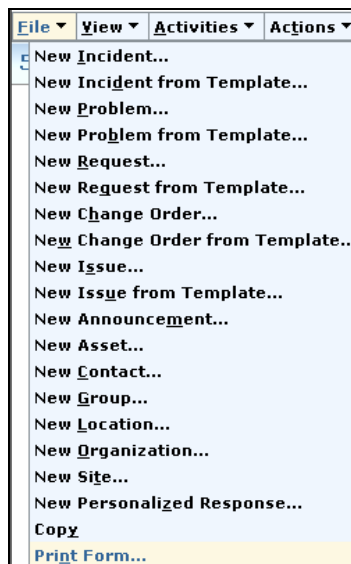 File ▼ View ▼ Activities ▼ Actions ▼
New Incident...
New Incident from Template...
New Problem...
New Problem from Template...
New Request...
New Request from Template...
New Change Order...
New Change Order from Template..
New Issue...
New Issue from Template...
New Announcement...
New Asset...
New Contact...
New Group...
New Location...
New Organization...
New Site...
New Personalized Response...
Copy
Print Form...